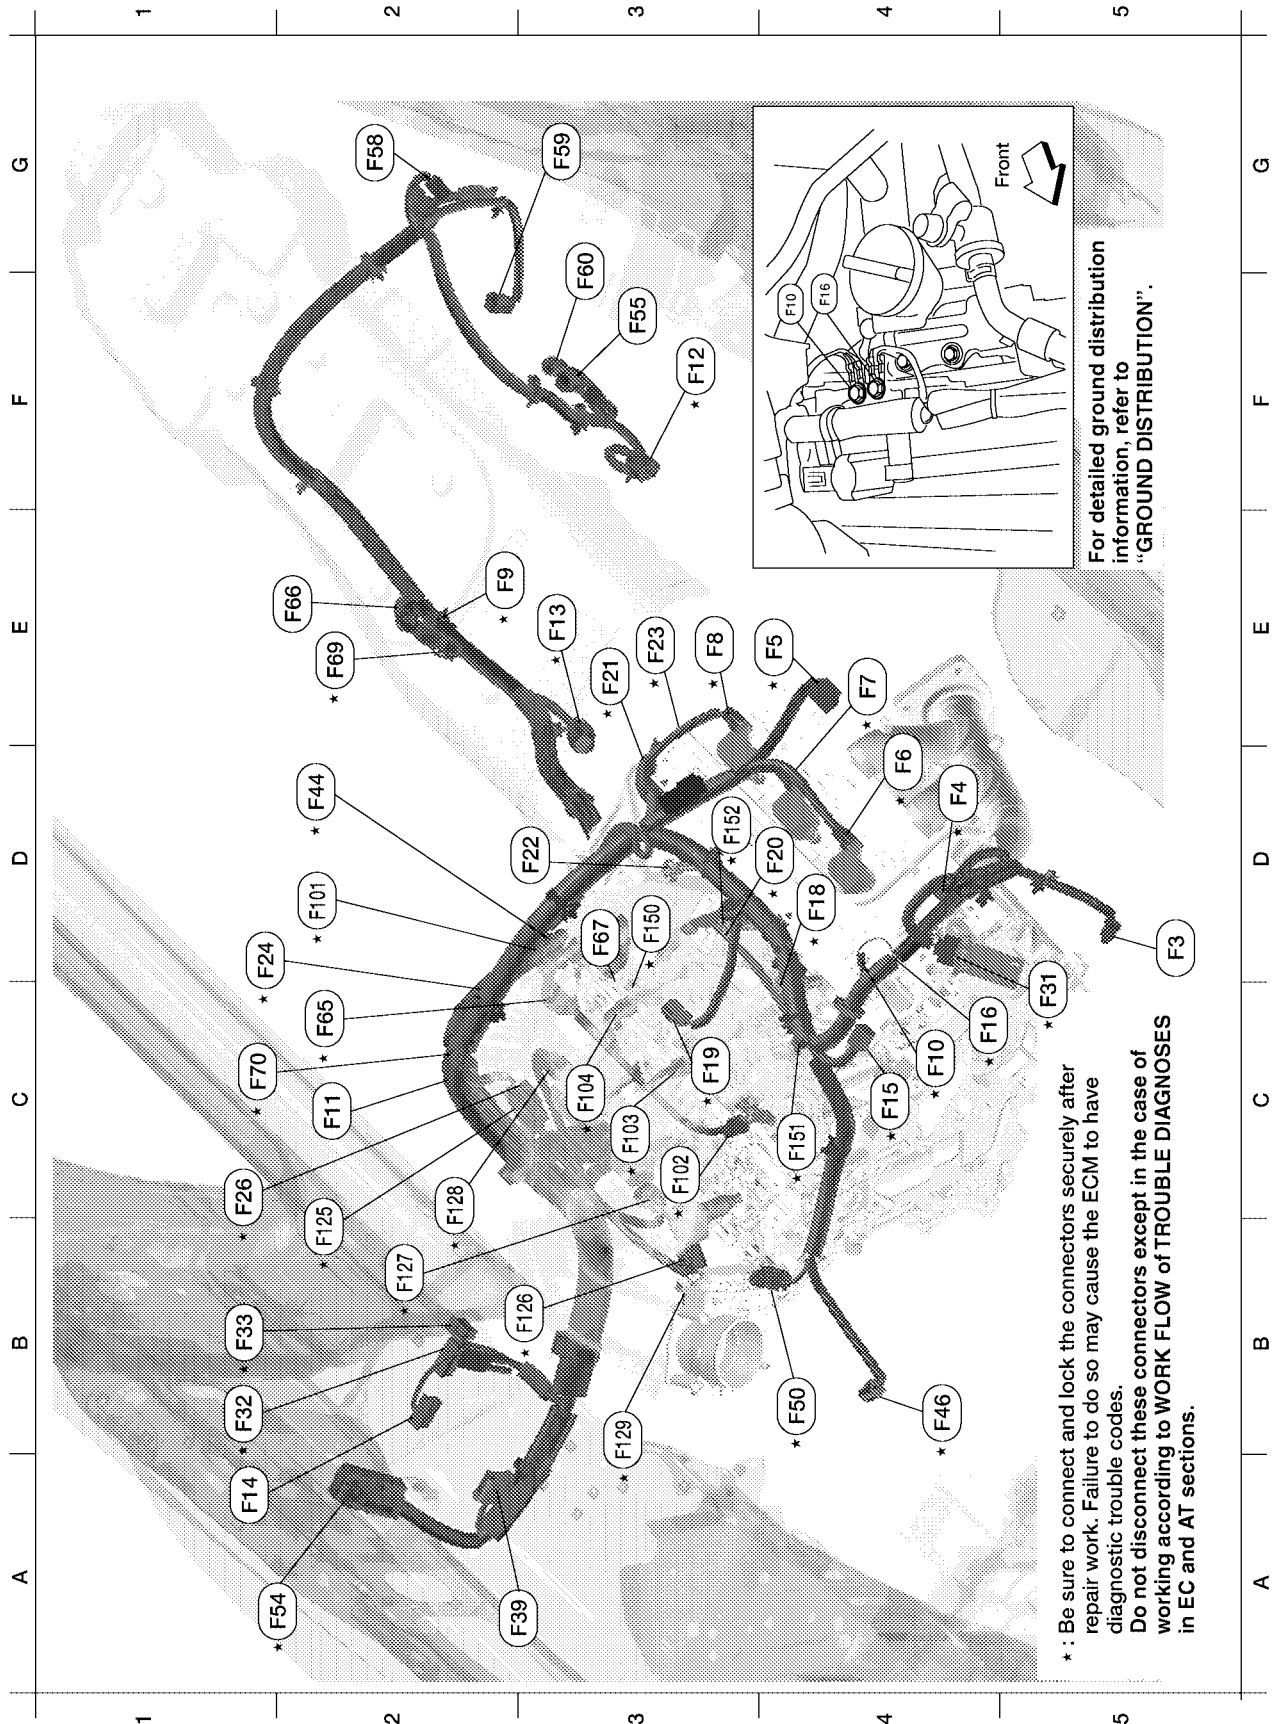 A B C D E F G
1
F54 ★
F14
F32 ★
F33 ★
F26 ★
F125 ★
F70 ★
F24 ★
F11
F65 ★
F101 ★
F44 ★
F69 ★
F66
F58
2
F127 ★
F128 ★
F39
F126 ★
F22
F9 ★
F13 ★
F59
F60
F104 ★
F67
F129 ★
F103 ★
F150 ★
F21 ★
F55
3
F102 ★
F19 ★
F23 ★
F12 ★
F152 ★
F8 ★
F50 ★
F151 ★
F20 ★
F5 ★
F18 ★
F7 ★
F10
F16
Front
4
F46 ★
F15 ★
F10 ★
F16 ★
F6 ★
F4 ★
F31 ★
F3
For detailed ground distribution
information, refer to
“GROUND DISTRIBUTION”.
★ : Be sure to connect and lock the connectors securely after
repair work. Failure to do so may cause the ECM to have
diagnostic trouble codes.
Do not disconnect these connectors except in the case of
working according to WORK FLOW of TROUBLE DIAGNOSES
in EC and AT sections.
5
A B C D E F G
1
2
3
4
5